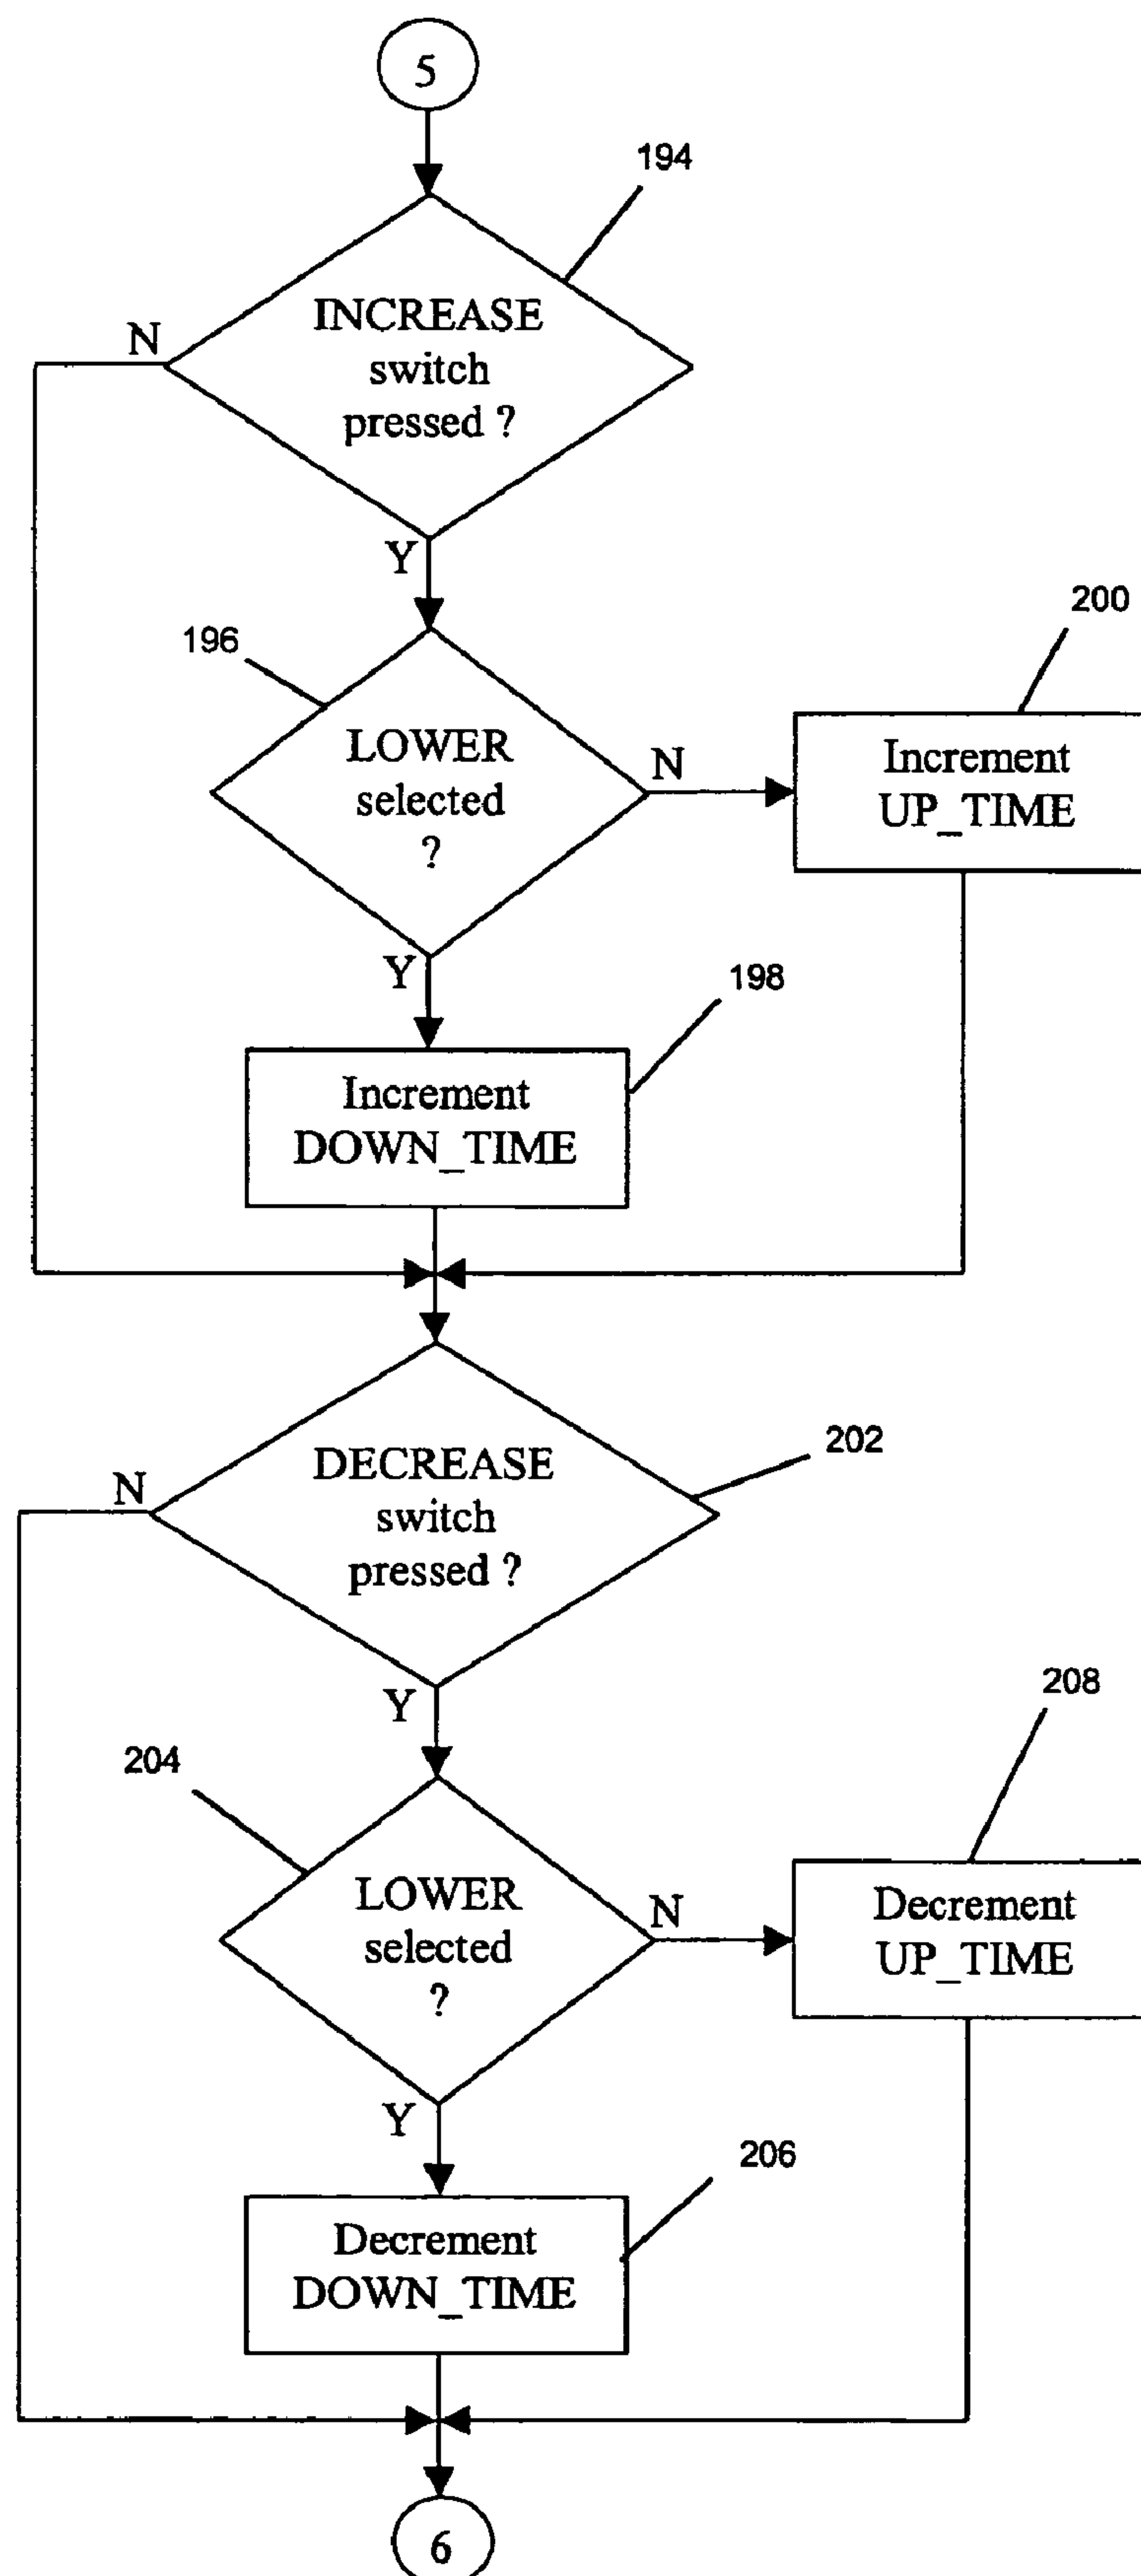 5
194
INCREASE
switch
pressed ?
N
Y
196
LOWER
selected
?
N
200
Increment
UP_TIME
Y
198
Increment
DOWN_TIME
202
DECREASE
switch
pressed ?
N
Y
204
LOWER
selected
?
N
208
Decrement
UP_TIME
Y
206
Decrement
DOWN_TIME
6